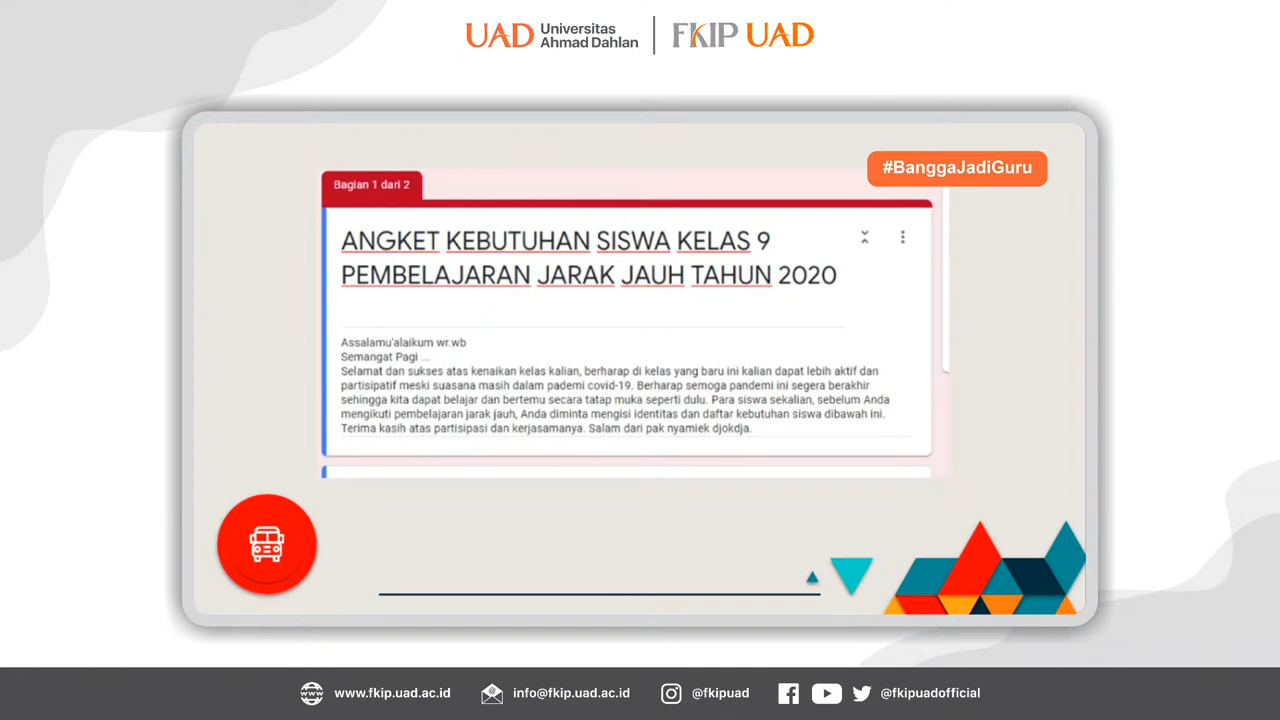 UAD Universitas
Ahmad Dahlan
FKIP UAD
#BanggaJadiGuru
Bagian 1 dari 2
ANGKET KEBUTUHAN SISWA KELAS 9
PEMBELAJARAN JARAK JAUH TAHUN 2020
Assalamu'alaikum wr.wb
Semangat Pagi ...
Selamat dan sukses atas kenaikan kelas kalian, berharap di kelas yang baru ini kalian dapat lebih aktif dan
partisipatif meski suasana masih dalam pademi covid-19. Berharap semoga pandemi ini segera berakhir
sehingga kita dapat belajar dan bertemu secara tatap muka seperti dulu. Para siswa sekalian, sebelum Anda
mengikuti pembelajaran jarak jauh, Anda diminta mengisi identitas dan daftar kebutuhan siswa dibawah ini.
Terima kasih atas partisipasi dan kerjasamanya. Salam dari pak nyamiek djokdja.
www.fkip.uad.ac.id
info@fkip.uad.ac.id
@fkipuad
@fkipuadofficial